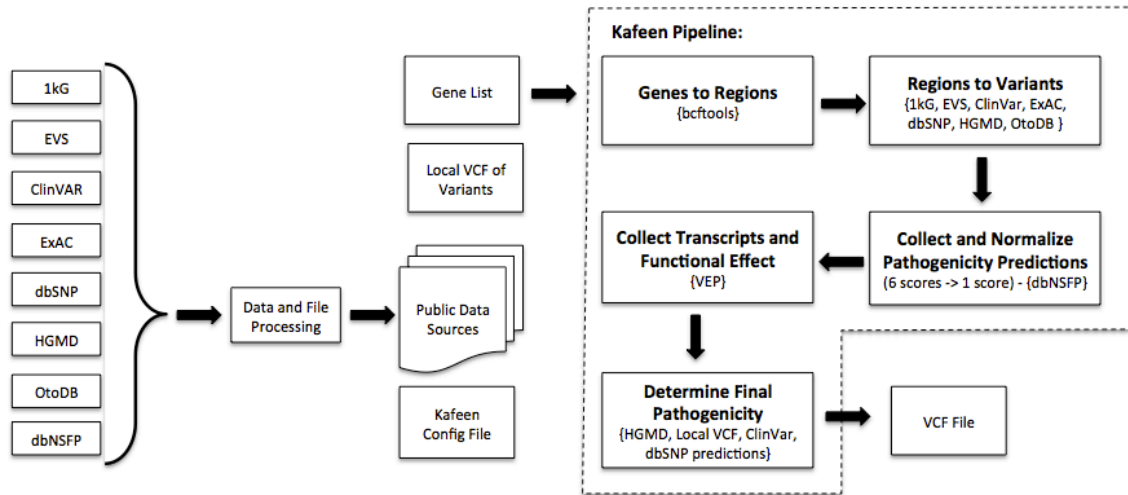 1kG
EVS
ClinVAR
ExAC
dbSNP
HGMD
OtoDB
dbNSFP
Data and File
Processing
Gene List
Local VCF of
Variants
Public Data
Sources
Kafeen
Config File
Kafeen Pipeline:
Genes to Regions
{bcftools}
Regions to Variants
{1kG, EVS, ClinVar, ExAC,
dbSNP, HGMD, OtoDB }
Collect and Normalize
Pathogenicity Predictions
(6 scores -> 1 score) - {dbNSFP}
Collect Transcripts and
Functional Effect
{VEP}
Determine Final
Pathogenicity
{HGMD, Local VCF, ClinVar,
dbSNP predictions}
VCF File